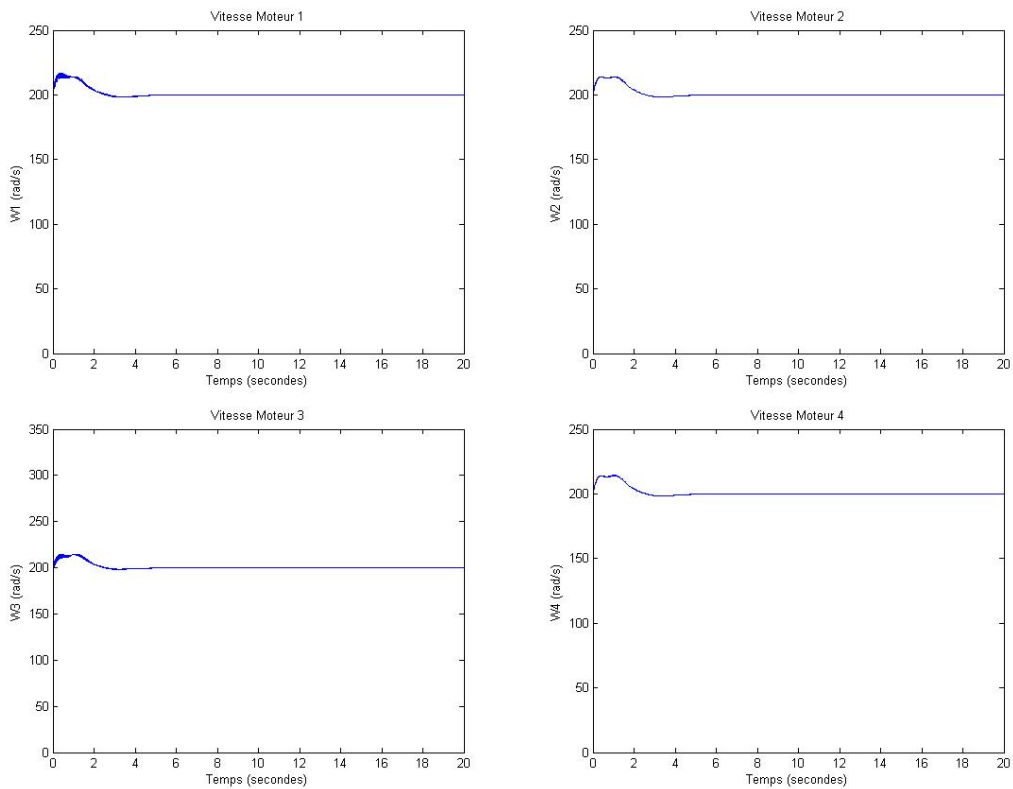 Vitesse Moteur 1
250
200
150
100
50
0
W1 (rad/s)
0 2 4 6 8 10 12 14 16 18 20
Temps (secondes)
Vitesse Moteur 2
250
200
150
100
50
0
W2 (rad/s)
0 2 4 6 8 10 12 14 16 18 20
Temps (secondes)
Vitesse Moteur 3
350
300
250
200
150
100
50
0
W3 (rad/s)
0 2 4 6 8 10 12 14 16 18 20
Temps (secondes)
Vitesse Moteur 4
250
200
150
100
50
0
W4 (rad/s)
0 2 4 6 8 10 12 14 16 18 20
Temps (secondes)